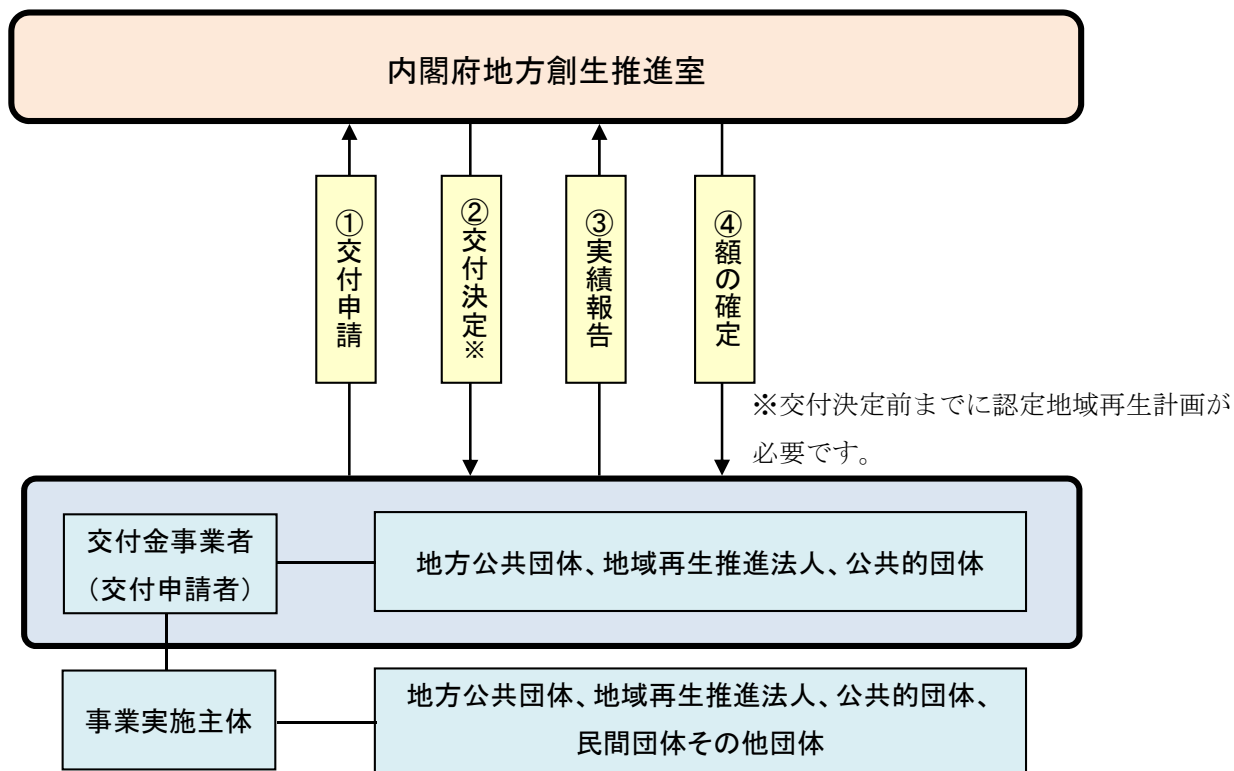 内閣府地方創生推進室
①交付申請
②交付決定※
③実績報告
④額の確定
※交付決定前までに認定地域再生計画が
必要です。
交付金事業者
（交付申請者）
地方公共団体、地域再生推進法人、公共的団体
事業実施主体
地方公共団体、地域再生推進法人、公共的団体、
民間団体その他団体